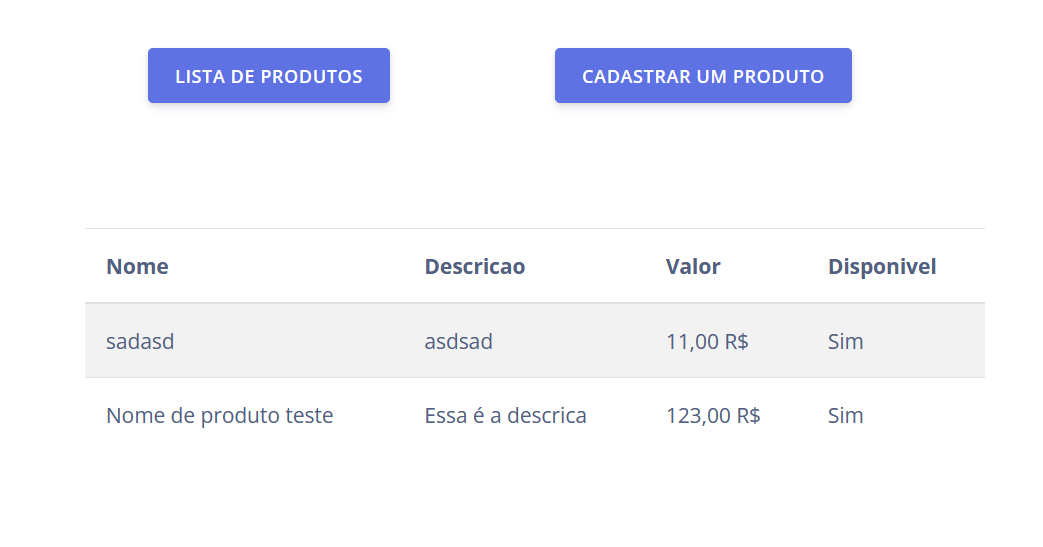 LISTA DE PRODUTOS CADASTRAR UM PRODUTO
Nome Descricao Valor Disponivel
sadasd asdsad 11,00 R$ Sim
Nome de produto teste Essa é a descrica 123,00 R$ Sim